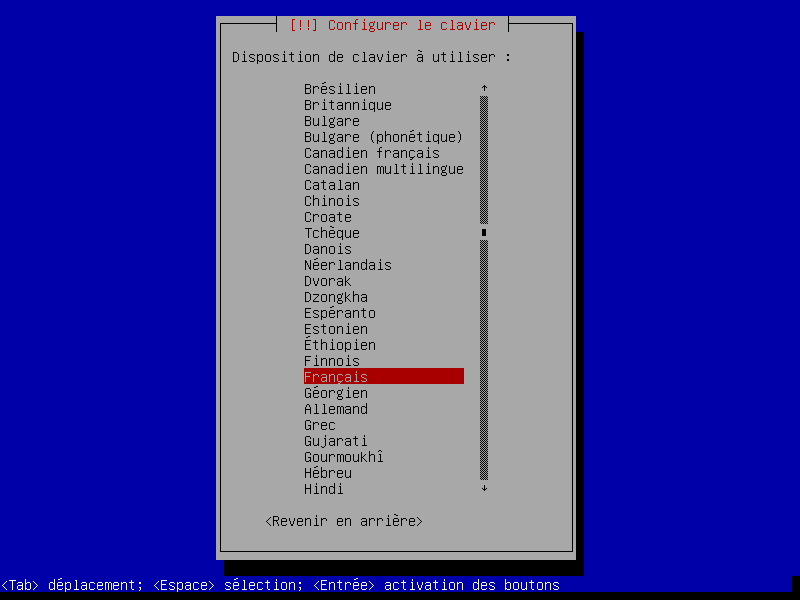 [!!] Configurer le clavier
Disposition de clavier à utiliser :
Brésilien
Britannique
Bulgare
Bulgare (phonétique)
Canadien français
Canadien multilingue
Catalan
Chinois
Croate
Tchèque
Danois
Néerlandais
Dvorak
Dzongkha
Espéranto
Estonien
Éthiopien
Finnois
Français
Géorgien
Allemand
Grec
Gujarati
Gourmoukhî
Hébreu
Hindi
<Revenir en arrière>
<Tab> déplacement; <Espace> sélection; <Entrée> activation des boutons